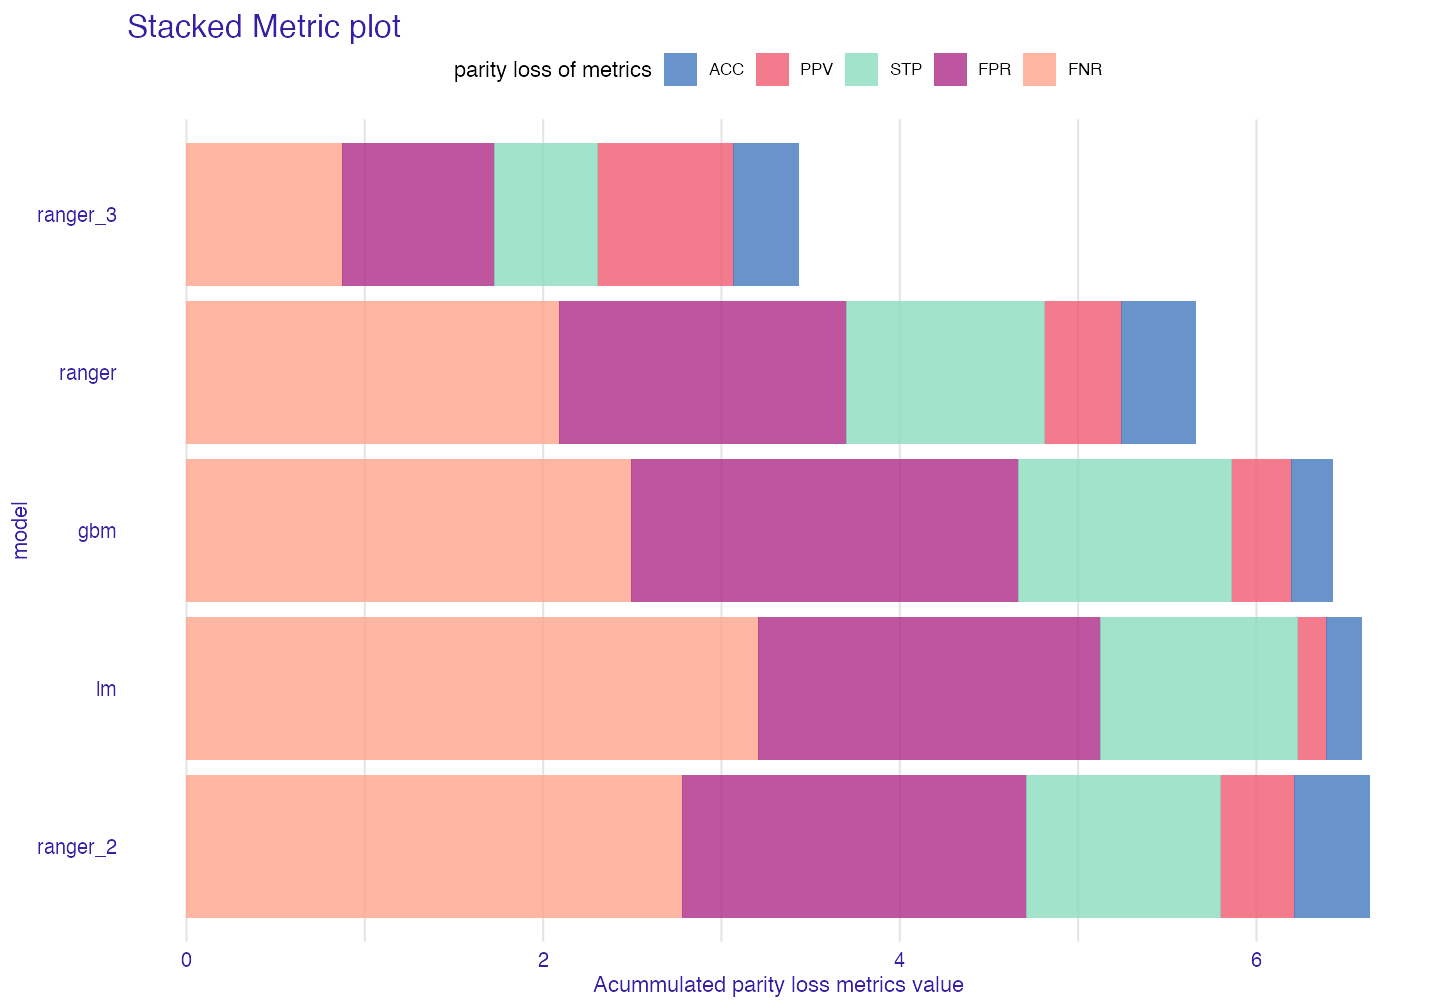 Stacked Metric plot
parity loss of metrics ACC PPV STP FPR FNR
ranger_3
ranger
gbm
lm
ranger_2
model
0 2 4 6
Acummulated parity loss metrics value